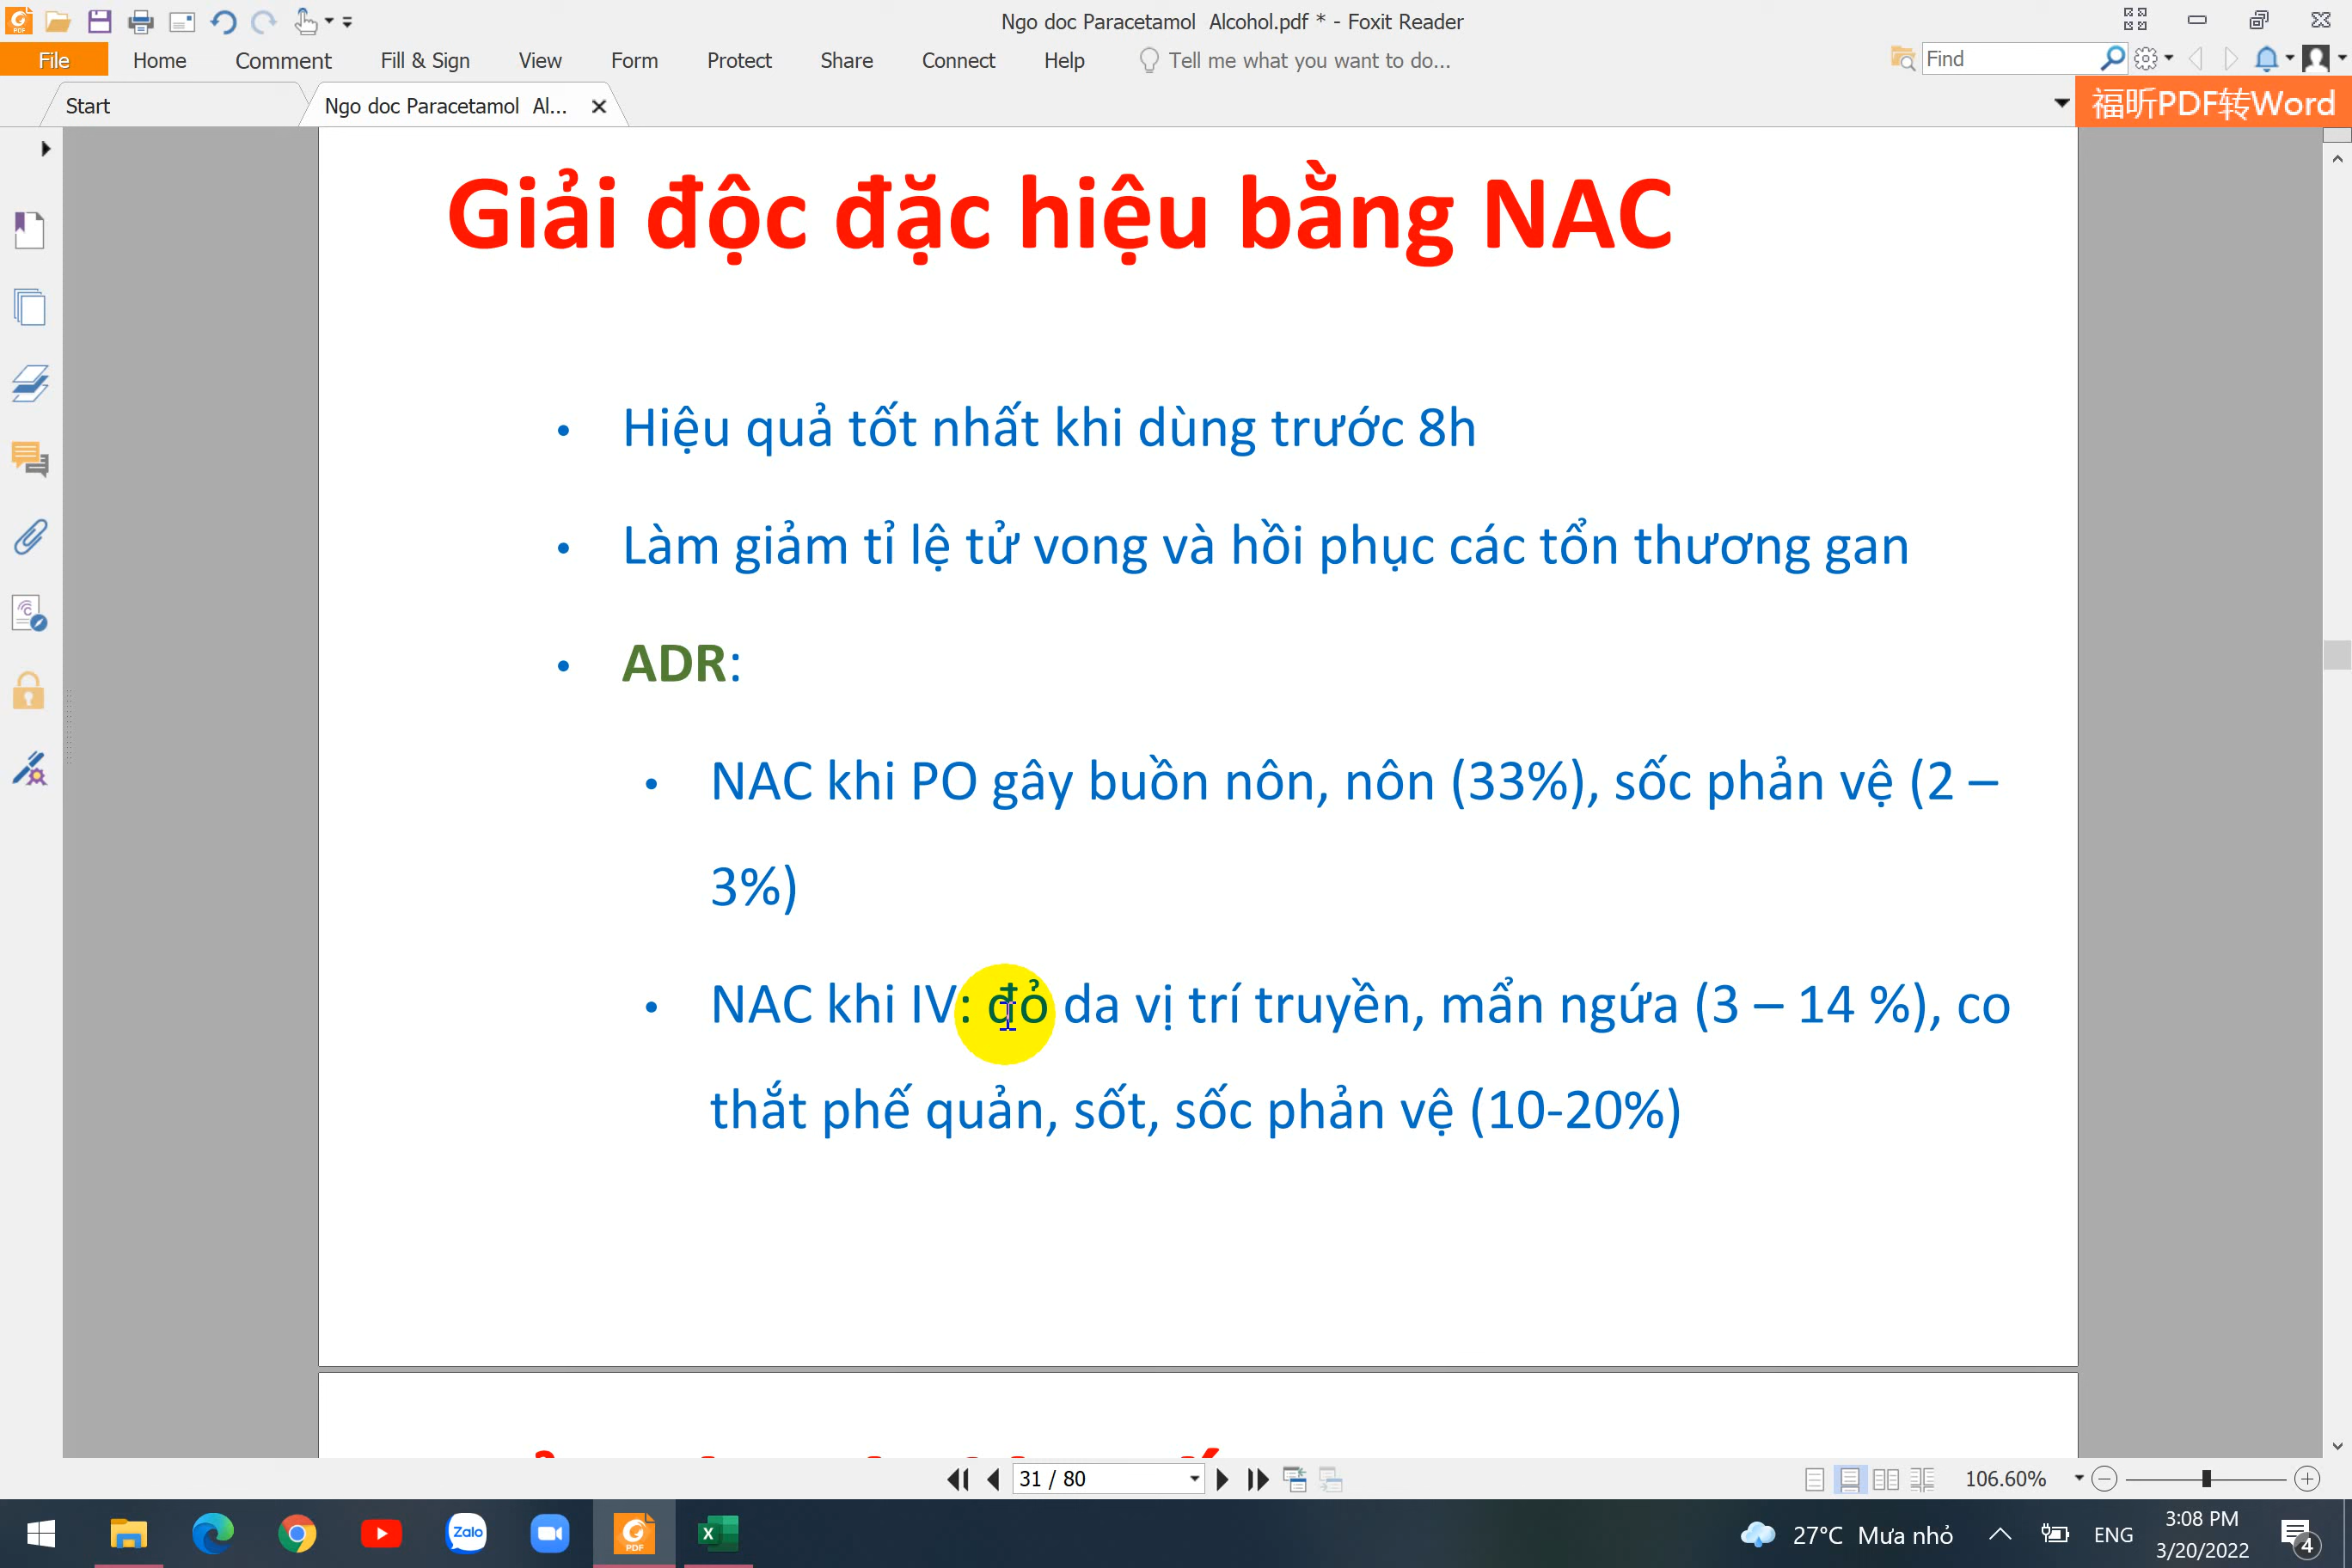 Ngo doc Paracetamol Alcohol.pdf * - Foxit Reader
File Home Comment Fill & Sign View Form Protect Share Connect Help Tell me what you want to do... Find
Start Ngo doc Paracetamol Al... 福昕PDF转Word
Giải độc đặc hiệu bằng NAC
• Hiệu quả tốt nhất khi dùng trước 8h
• Làm giảm tỉ lệ tử vong và hồi phục các tổn thương gan
• ADR:
• NAC khi PO gây buồn nôn, nôn (33%), sốc phản vệ (2 –
3%)
• NAC khi IV: đỏ da vị trí truyền, mẩn ngứa (3 – 14 %), co
thắt phế quản, sốt, sốc phản vệ (10-20%)
31 / 80 106.60%
Zalo
27°C Mưa nhỏ ENG 3:08 PM
3/20/2022 4